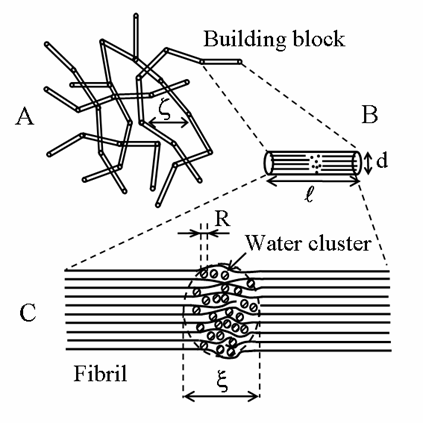 Building block
A
ζ
B
d
ℓ
R
Water cluster
C
Fibril
ξ